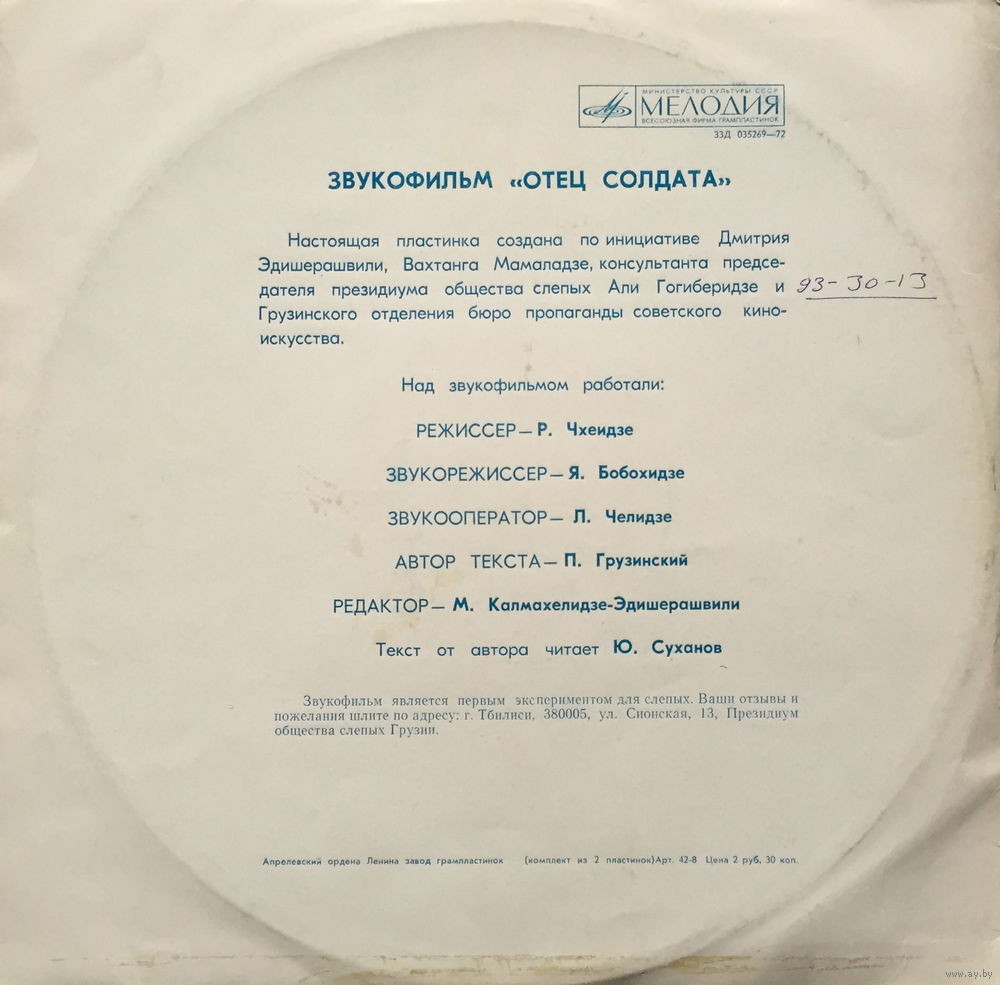 МИНИСТЕРСТВО КУЛЬТУРЫ СССР
МЕЛОДИЯ
ВСЕСОЮЗНАЯ ФИРМА ГРАМПЛАСТИНОК
33Д 035269—72
ЗВУКОФИЛЬМ «ОТЕЦ СОЛДАТА»
Настоящая пластинка создана по инициативе Дмитрия
Эдишерашвили, Вахтанга Мамаладзе, консультанта предсе-
дателя президиума общества слепых Али Гогиберидзе и
93-30-13
Грузинского отделения бюро пропаганды советского кино-
искусства.
Над звукофильмом работали:
РЕЖИССЕР— Р. Чхеидзе
ЗВУКОРЕЖИССЕР— Я. Бобохидзе
ЗВУКООПЕРАТОР— Л. Челидзе
АВТОР ТЕКСТА— П. Грузинский
РЕДАКТОР— М. Калмахелидзе-Эдишерашвили
Текст от автора читает Ю. Суханов
Звукофильм является первым экспериментом для слепых. Ваши отзывы и
пожелания шлите по адресу: г. Тбилиси, 380005, ул. Сионская, 13, Президиум
общества слепых Грузии.
Апрелевский ордена Ленина завод грампластинок (комплект из 2 пластинок)Арт. 42-8 Цена 2 руб, 30 коп.
www.ay.by